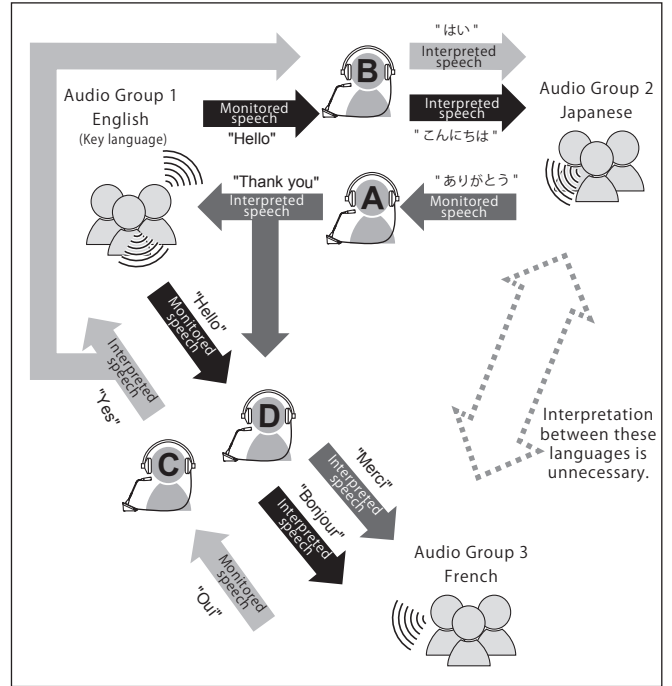 " はい "
Interpreted
speech
B
Audio Group 1
English
(Key language)
Monitored
speech
"Hello"
Interpreted
speech
" こんにちは "
Audio Group 2
Japanese
"Thank you"
Interpreted
speech
A
" ありがとう "
Monitored
speech
"Hello"
Monitored
speech
Interpreted
speech
"Yes"
D
C
Interpretation
between these
languages is
unnecessary.
"Merci"
Interpreted
speech
"Bonjour"
Interpreted
speech
Monitored
speech
"Oui"
Audio Group 3
French